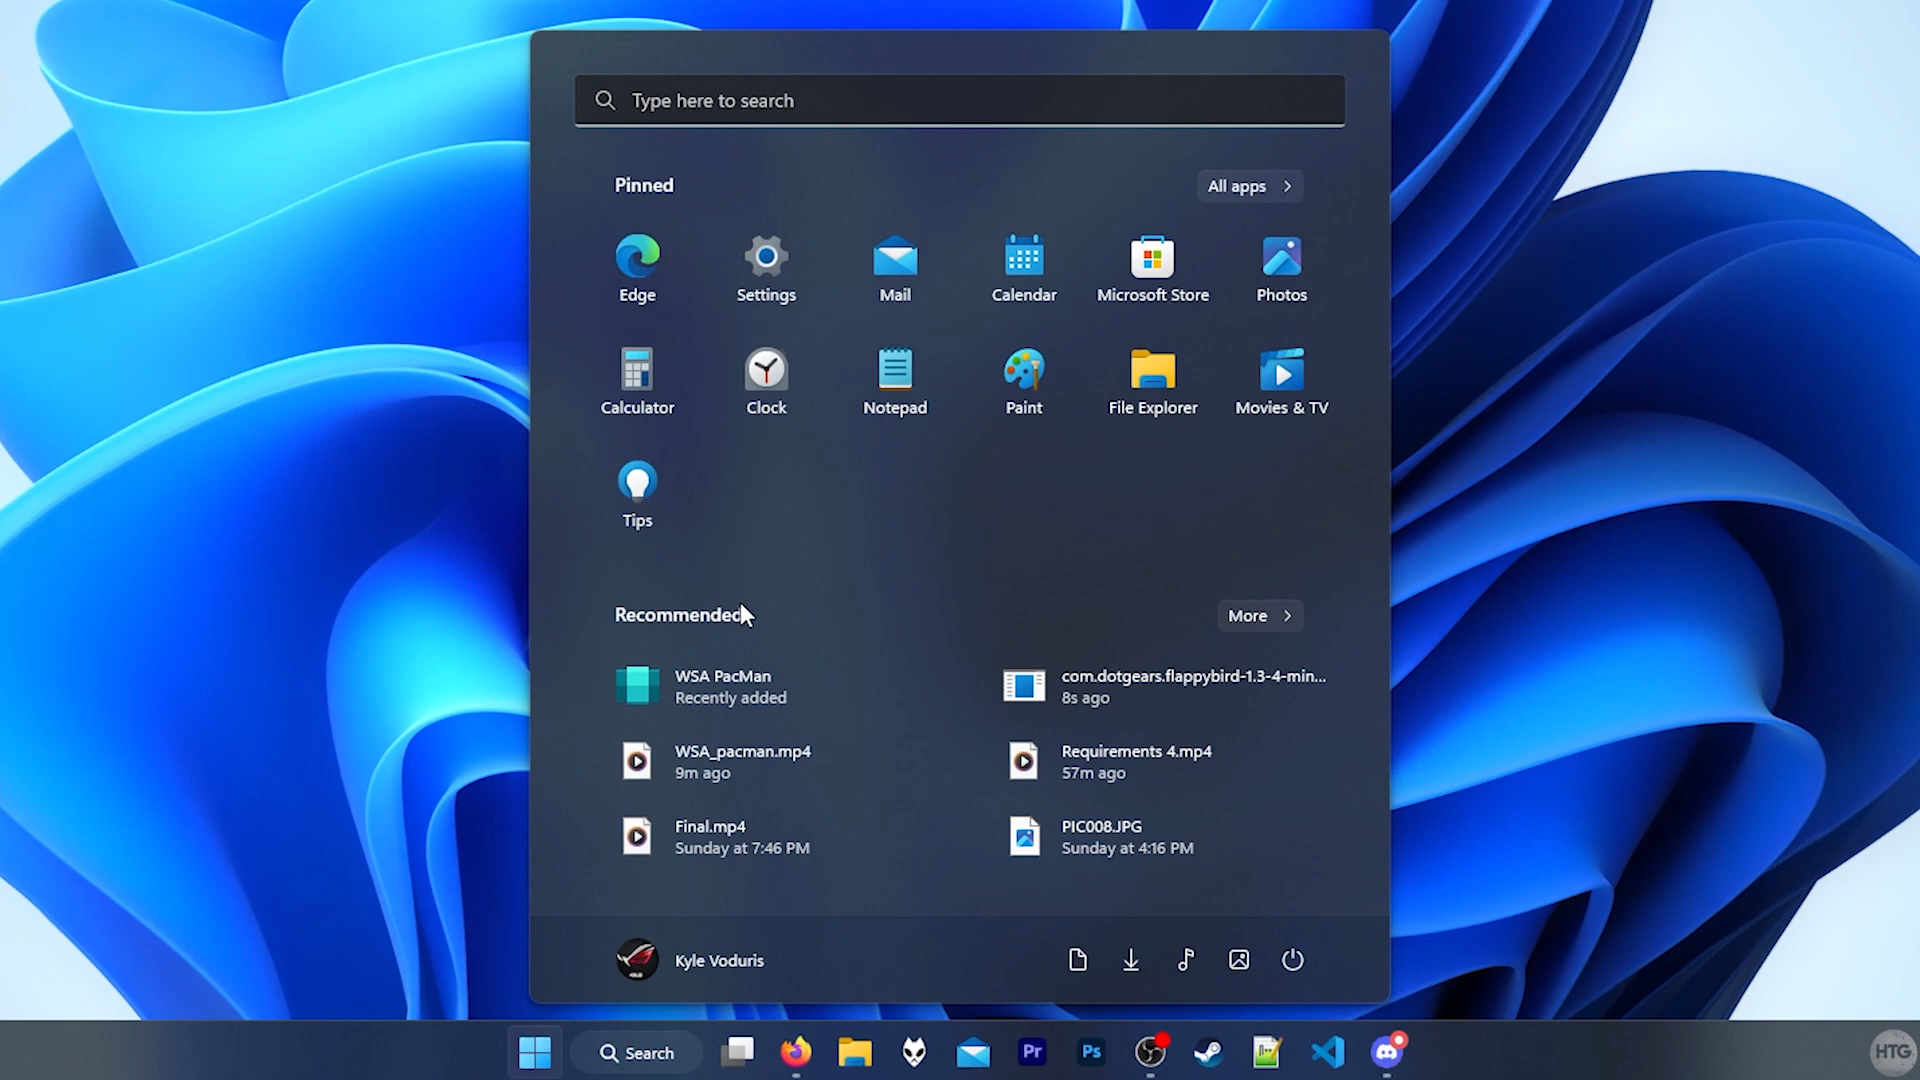 Type here to search
Pinned
All apps
Edge
Settings
Mail
Calendar
Microsoft Store
Photos
Calculator
Clock
Notepad
Paint
File Explorer
Movies & TV
Tips
Recommended
More
WSA PacMan
Recently added
com.dotgears.flappybird-1.3-4-min...
8s ago
WSA_pacman.mp4
9m ago
Requirements 4.mp4
57m ago
Final.mp4
Sunday at 7:46 PM
PIC008.JPG
Sunday at 4:16 PM
Kyle Voduris
Search
Pr
Ps
HTG